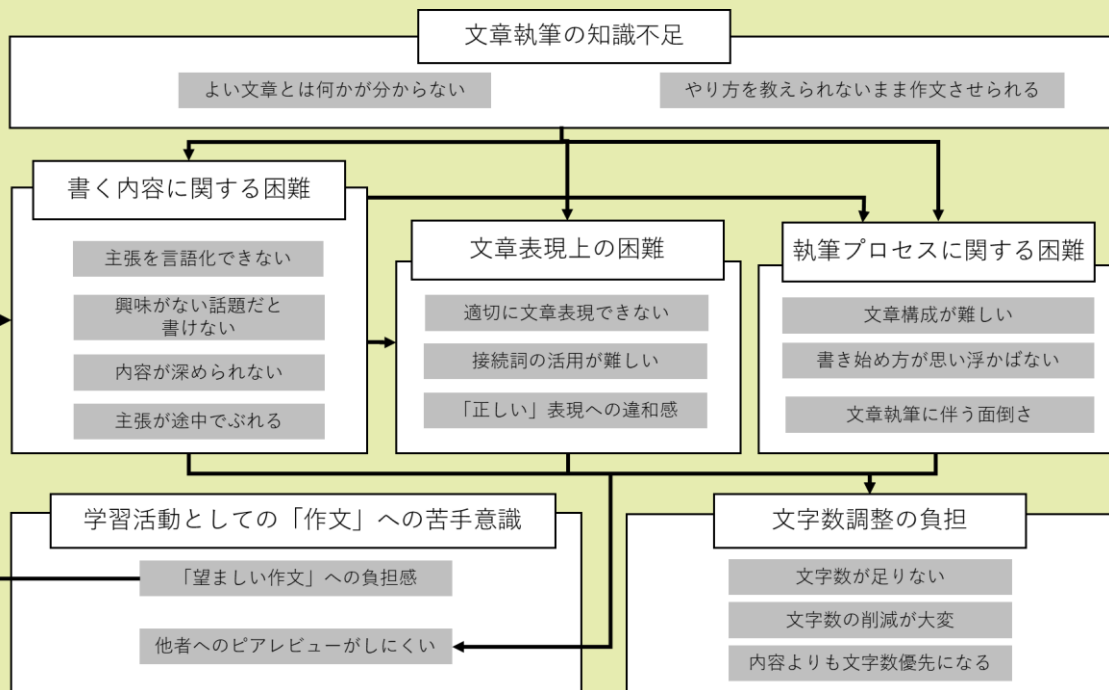 文章執筆の知識不足
よい文章とは何かが分からない
やり方を教えられないまま作文させられる
書く内容に関する困難
主張を言語化できない
興味がない話題だと
書けない
内容が深められない
主張が途中でぶれる
文章表現上の困難
適切に文章表現できない
接続詞の活用が難しい
「正しい」表現への違和感
執筆プロセスに関する困難
文章構成が難しい
書き始め方が思い浮かばない
文章執筆に伴う面倒さ
学習活動としての「作文」への苦手意識
「望ましい作文」への負担感
他者へのピアレビューがしにくい
文字数調整の負担
文字数が足りない
文字数の削減が大変
内容よりも文字数優先になる